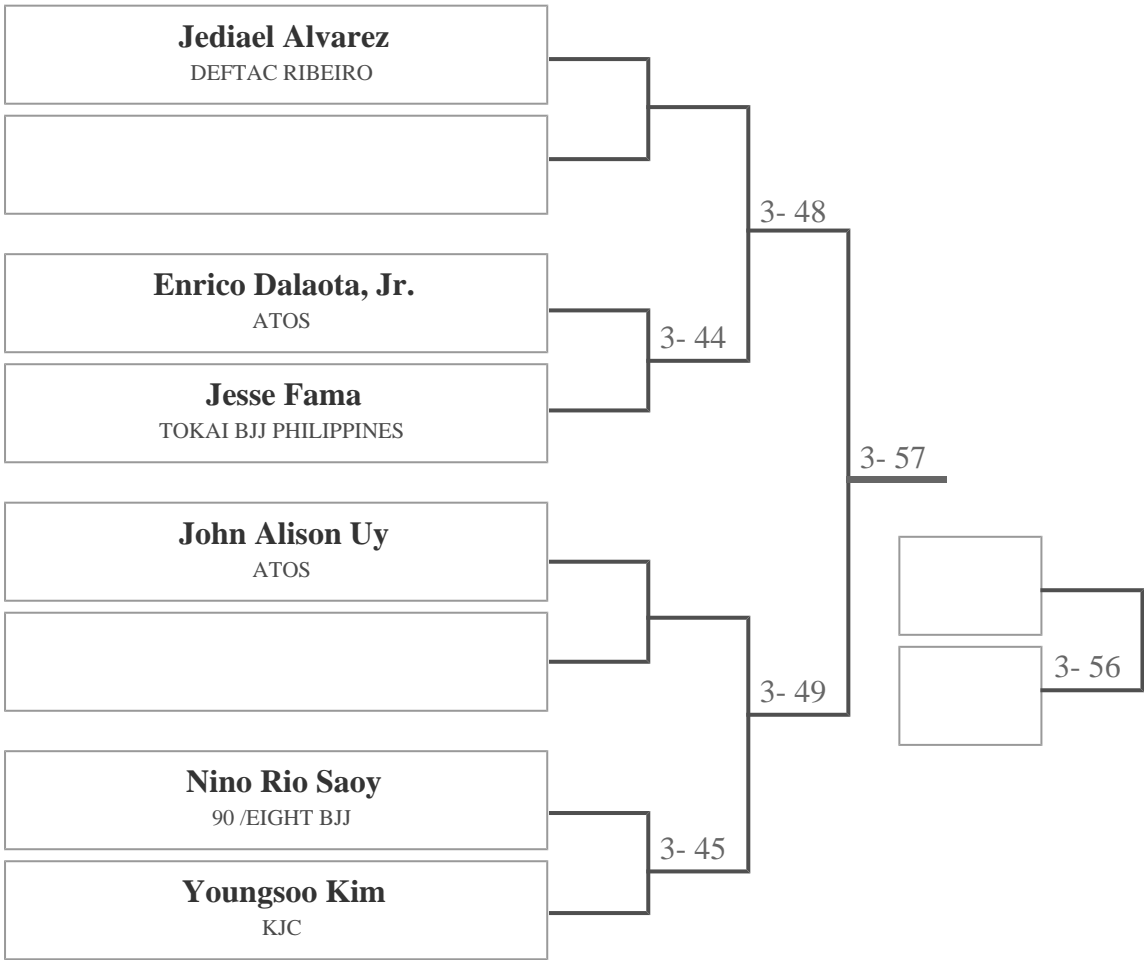 Jediael Alvarez
DEFTAC RIBEIRO
3- 48
Enrico Dalaota, Jr.
ATOS
3- 44
Jesse Fama
TOKAI BJJ PHILIPPINES
3- 57
John Alison Uy
ATOS
3- 56
3- 49
Nino Rio Saoy
90 /EIGHT BJJ
3- 45
Youngsoo Kim
KJC